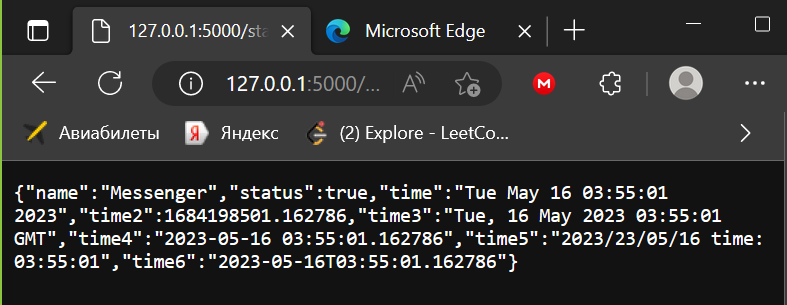 127.0.0.1:5000/sta
Microsoft Edge
127.0.0.1:5000/...
Авиабилеты
Яндекс
(2) Explore - LeetCo...
{"name":"Messenger","status":true,"time":"Tue May 16 03:55:01
2023","time2":1684198501.162786,"time3":"Tue, 16 May 2023 03:55:01
GMT","time4":"2023-05-16 03:55:01.162786","time5":"2023/23/05/16 time:
03:55:01","time6":"2023-05-16T03:55:01.162786"}